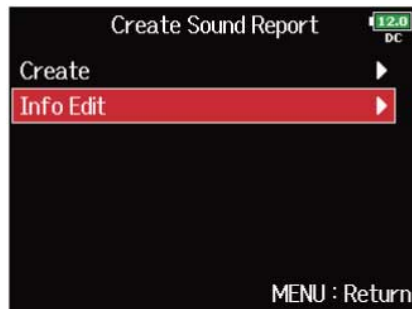 Create Sound Report
12.0
DC
Create
Info Edit
MENU : Return